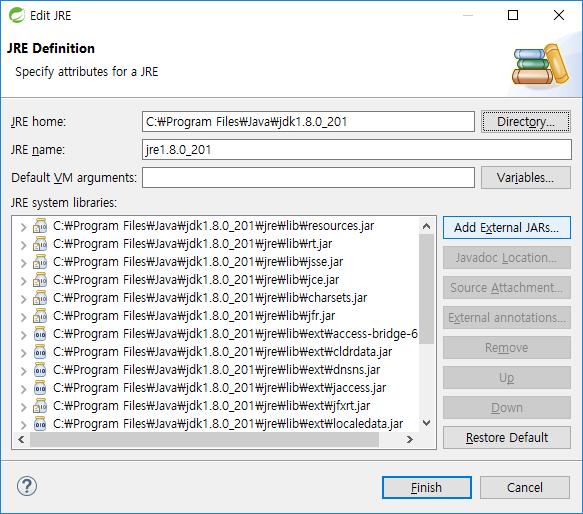 Edit JRE
JRE Definition
Specify attributes for a JRE
JRE home:
C:₩Program Files₩Java₩jdk1.8.0_201
Directory...
JRE name:
jre1.8.0_201
Default VM arguments:
Variables...
JRE system libraries:
C:₩Program Files₩Java₩jdk1.8.0_201₩jre₩lib₩resources.jar
C:₩Program Files₩Java₩jdk1.8.0_201₩jre₩lib₩rt.jar
C:₩Program Files₩Java₩jdk1.8.0_201₩jre₩lib₩jsse.jar
C:₩Program Files₩Java₩jdk1.8.0_201₩jre₩lib₩jce.jar
C:₩Program Files₩Java₩jdk1.8.0_201₩jre₩lib₩charsets.jar
C:₩Program Files₩Java₩jdk1.8.0_201₩jre₩lib₩jfr.jar
C:₩Program Files₩Java₩jdk1.8.0_201₩jre₩lib₩ext₩access-bridge-6
C:₩Program Files₩Java₩jdk1.8.0_201₩jre₩lib₩ext₩cldrdata.jar
C:₩Program Files₩Java₩jdk1.8.0_201₩jre₩lib₩ext₩dnsns.jar
C:₩Program Files₩Java₩jdk1.8.0_201₩jre₩lib₩ext₩jaccess.jar
C:₩Program Files₩Java₩jdk1.8.0_201₩jre₩lib₩ext₩jfxrt.jar
C:₩Program Files₩Java₩jdk1.8.0_201₩jre₩lib₩ext₩localedata.jar
Add External JARs...
Javadoc Location...
Source Attachment...
External annotations...
Remove
Up
Down
Restore Default
Finish
Cancel